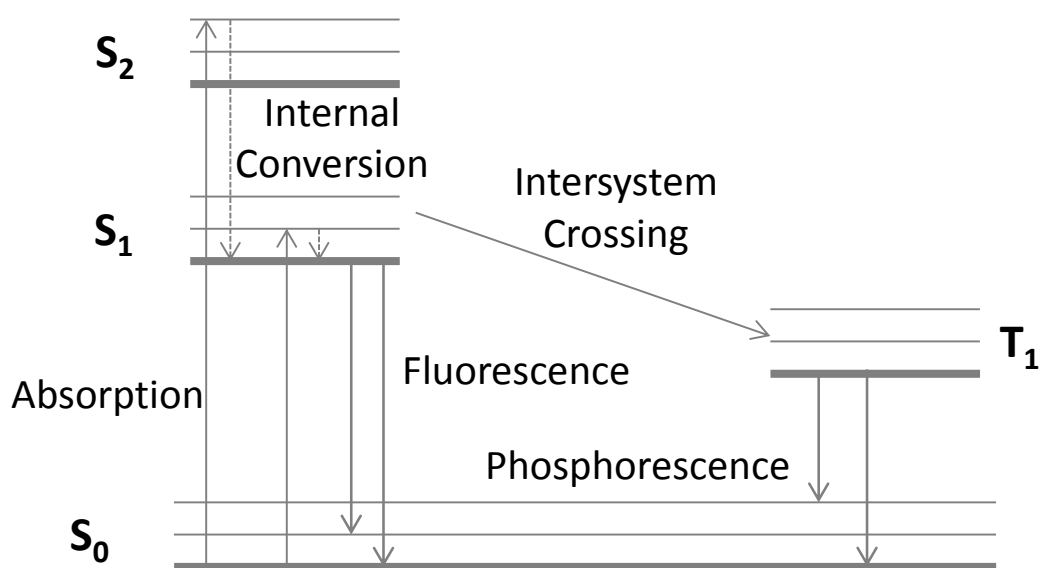 S₂
Internal
Conversion
Intersystem
Crossing
S₁
T₁
Fluorescence
Absorption
Phosphorescence
S₀